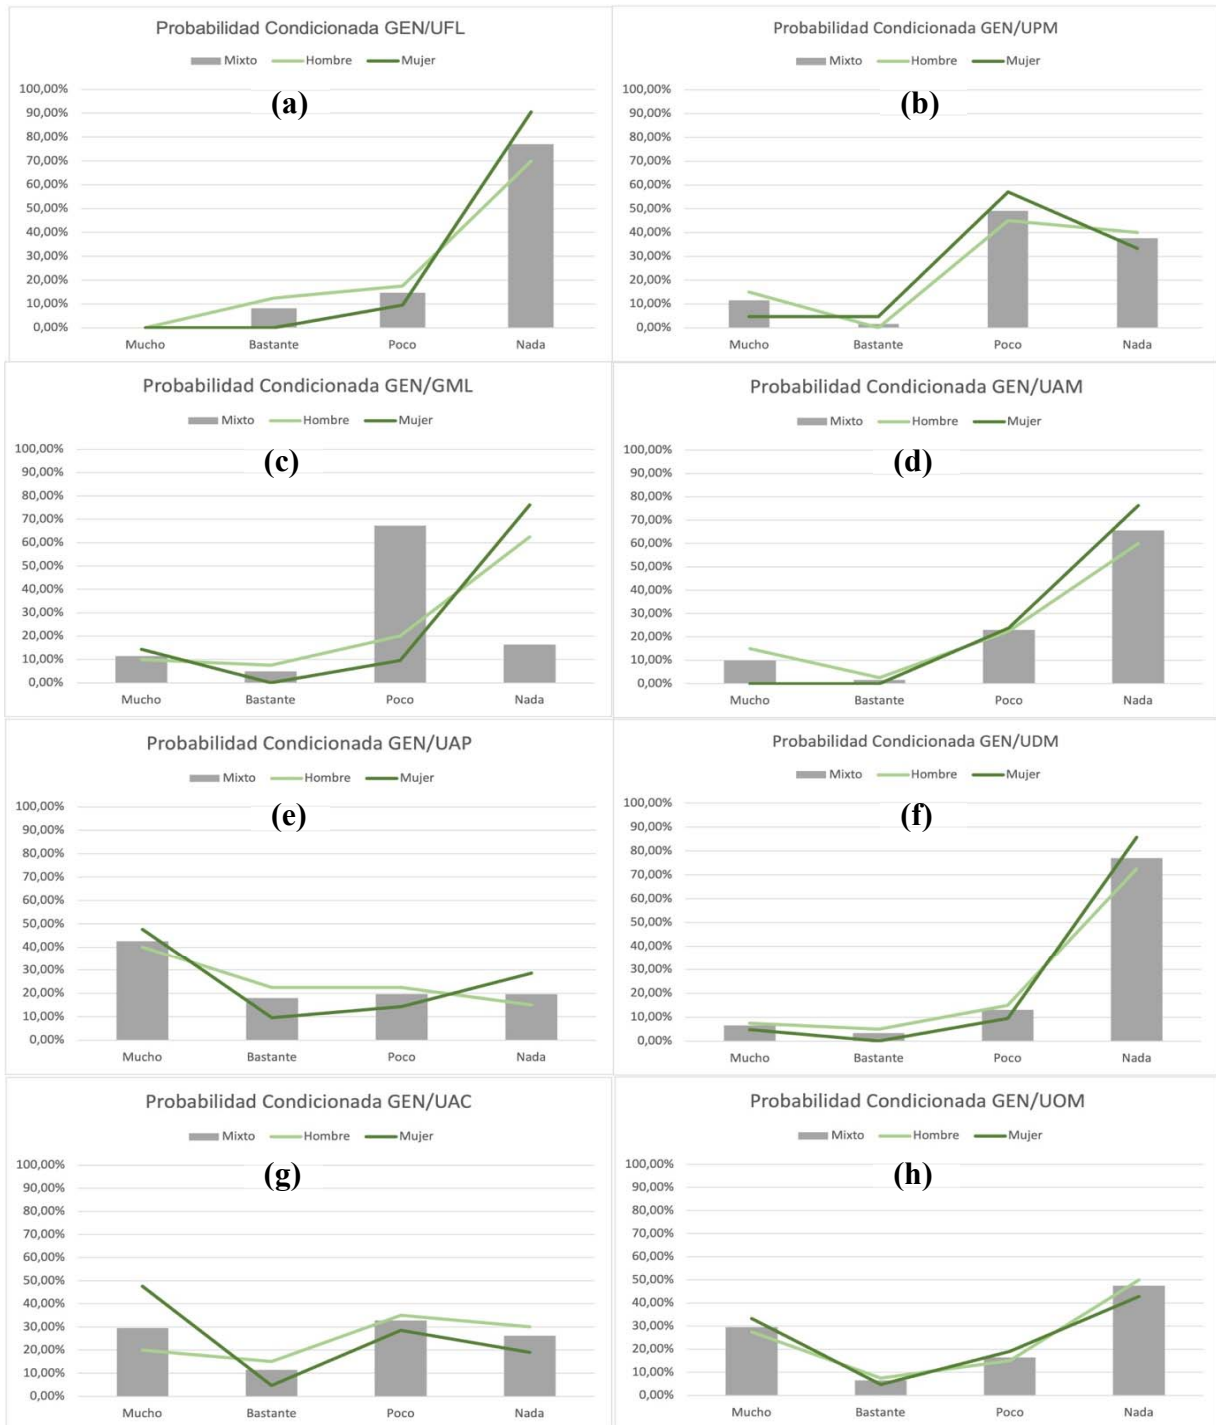 Probabilidad Condicionada GEN/UFL
Mixto Hombre Mujer
(a)
100,00%
90,00%
80,00%
70,00%
60,00%
50,00%
40,00%
30,00%
20,00%
10,00%
0,00%
Mucho Bastante Poco Nada
Probabilidad Condicionada GEN/UPM
Mixto Hombre Mujer
(b)
100,00%
90,00%
80,00%
70,00%
60,00%
50,00%
40,00%
30,00%
20,00%
10,00%
0,00%
Mucho Bastante Poco Nada
Probabilidad Condicionada GEN/GML
Mixto Hombre Mujer
(c)
100,00%
90,00%
80,00%
70,00%
60,00%
50,00%
40,00%
30,00%
20,00%
10,00%
0,00%
Mucho Bastante Poco Nada
Probabilidad Condicionada GEN/UAM
Mixto Hombre Mujer
(d)
100,00%
90,00%
80,00%
70,00%
60,00%
50,00%
40,00%
30,00%
20,00%
10,00%
0,00%
Mucho Bastante Poco Nada
Probabilidad Condicionada GEN/UAP
Mixto Hombre Mujer
(e)
100,00%
90,00%
80,00%
70,00%
60,00%
50,00%
40,00%
30,00%
20,00%
10,00%
0,00%
Mucho Bastante Poco Nada
Probabilidad Condicionada GEN/UDM
Mixto Hombre Mujer
(f)
100,00%
90,00%
80,00%
70,00%
60,00%
50,00%
40,00%
30,00%
20,00%
10,00%
0,00%
Mucho Bastante Poco Nada
Probabilidad Condicionada GEN/UAC
Mixto Hombre Mujer
(g)
100,00%
90,00%
80,00%
70,00%
60,00%
50,00%
40,00%
30,00%
20,00%
10,00%
0,00%
Mucho Bastante Poco Nada
Probabilidad Condicionada GEN/UOM
Mixto Hombre Mujer
(h)
100,00%
90,00%
80,00%
70,00%
60,00%
50,00%
40,00%
30,00%
20,00%
10,00%
0,00%
Mucho Bastante Poco Nada